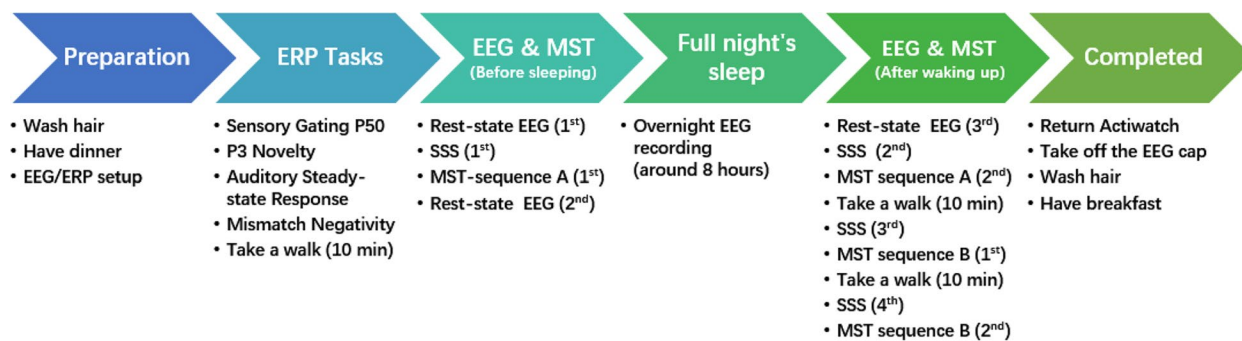 Preparation
• Wash hair
• Have dinner
• EEG/ERP setup
ERP Tasks
• Sensory Gating P50
• P3 Novelty
• Auditory Steady-
state Response
• Mismatch Negativity
• Take a walk (10 min)
EEG & MST
(Before sleeping)
• Rest-state EEG (1st)
• SSS (1st)
• MST-sequence A (1st)
• Rest-state EEG (2nd)
Full night's
sleep
• Overnight EEG
recording
(around 8 hours)
EEG & MST
(After waking up)
• Rest-state EEG (3rd)
• SSS (2nd)
• MST sequence A (2nd)
• Take a walk (10 min)
• SSS (3rd)
• MST sequence B (1st)
• Take a walk (10 min)
• SSS (4th)
• MST sequence B (2nd)
Completed
• Return Actiwatch
• Take off the EEG cap
• Wash hair
• Have breakfast